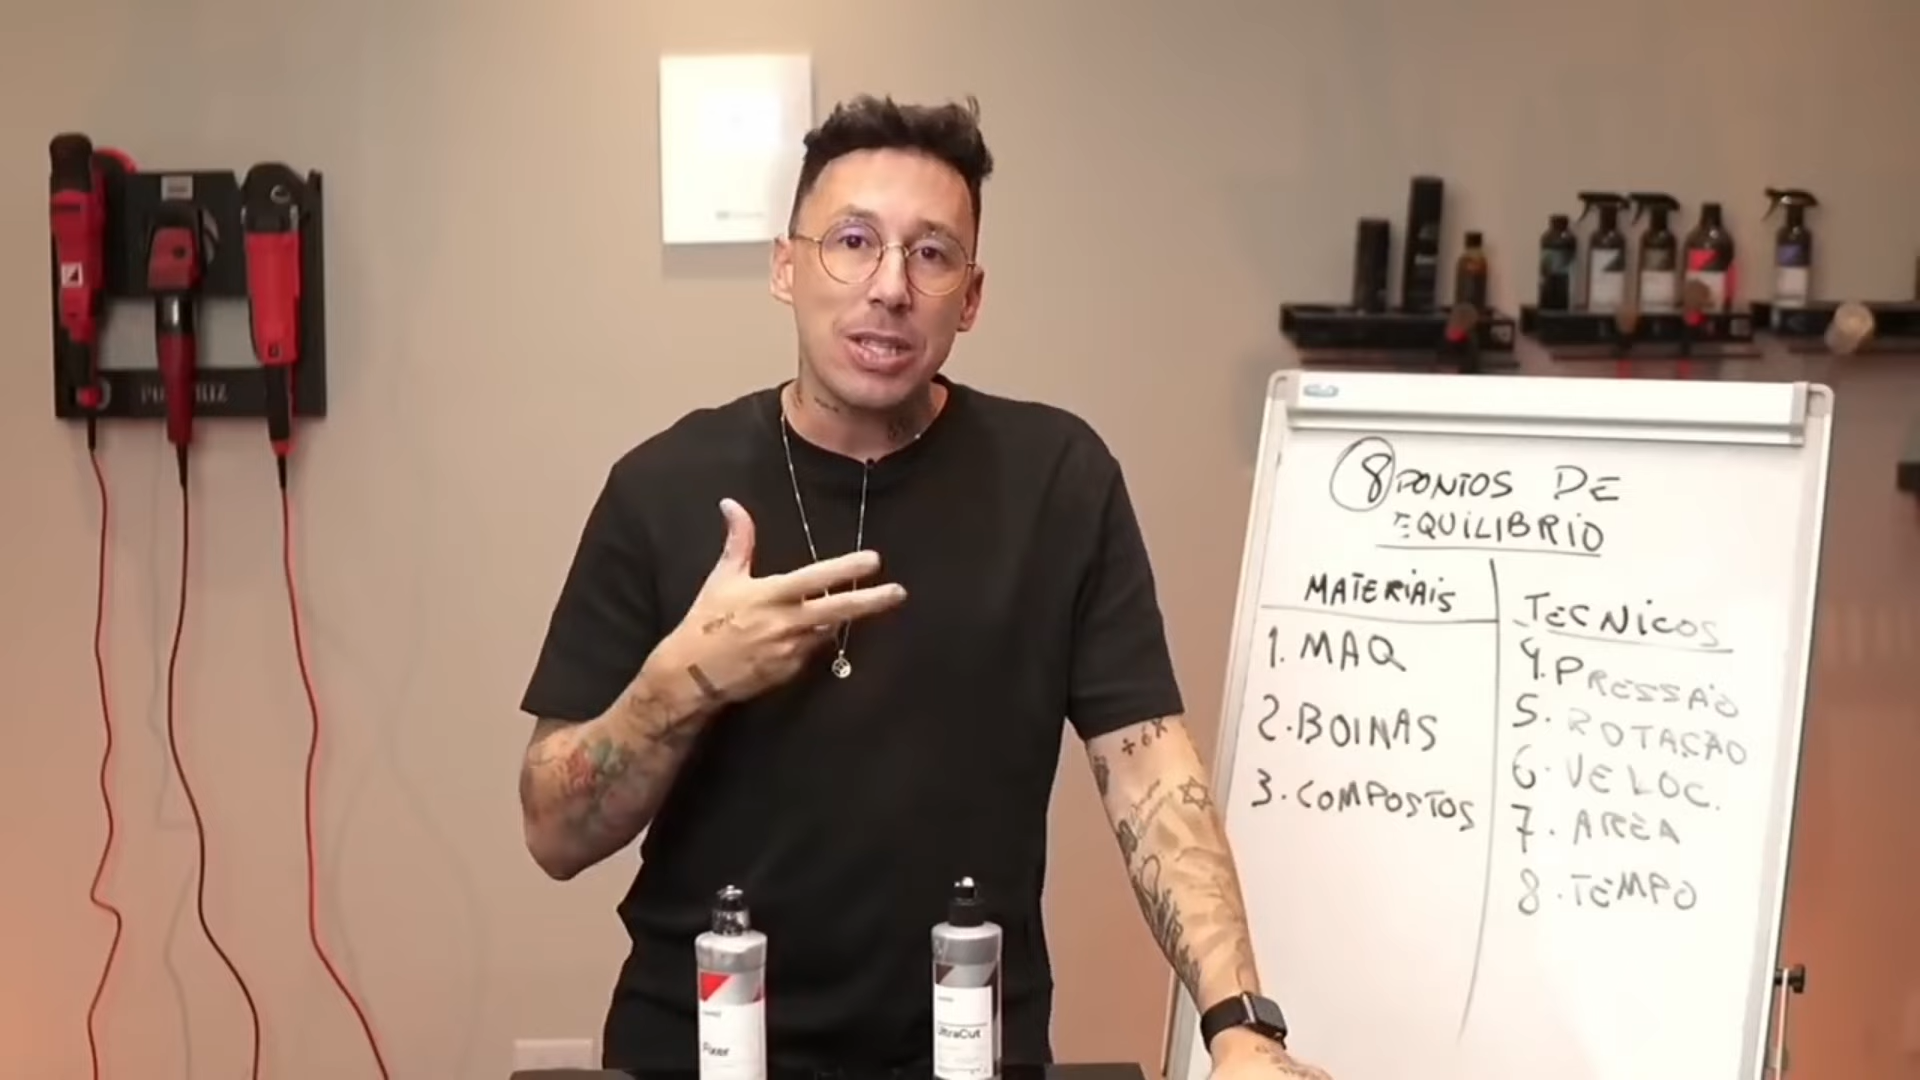 8 PONTOS DE
EQUILIBRIO
MATERIAIS
1. MAQ
2. BOINAS
3. COMPOSTOS
TECNICOS
4. PRESSÃO
5. ROTAÇÃO
6. VELOC.
7. AREA
8. TEMPO
Fixer
UltraCut